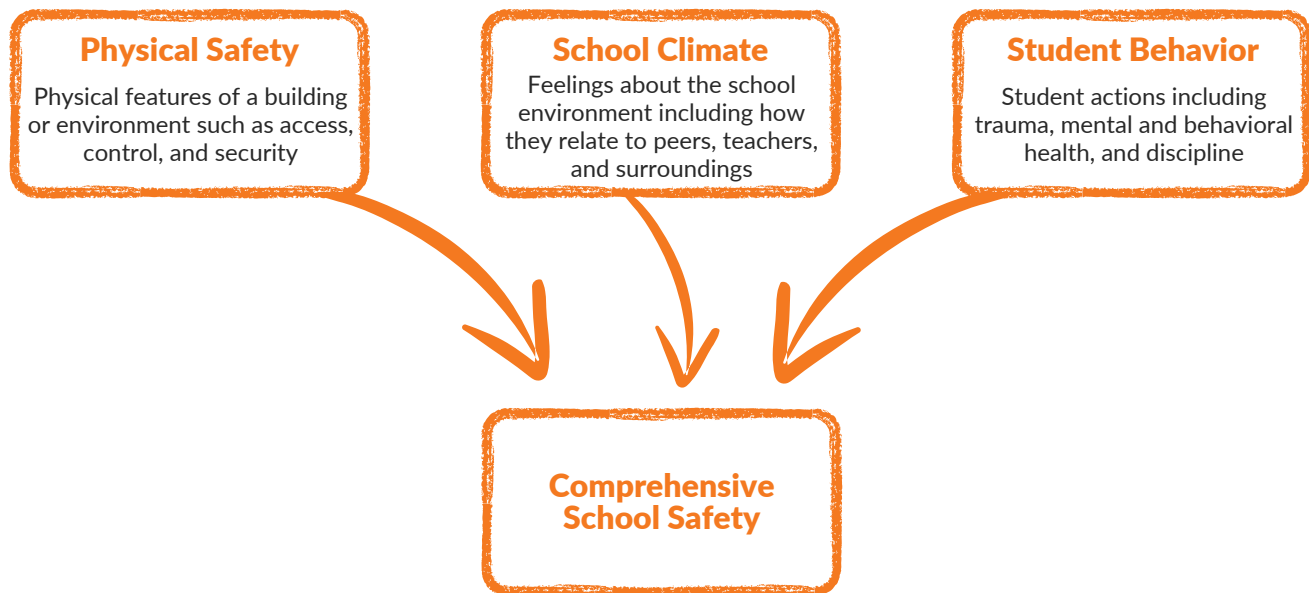 Physical Safety
Physical features of a building
or environment such as access,
control, and security
School Climate
Feelings about the school
environment including how
they relate to peers, teachers,
and surroundings
Student Behavior
Student actions including
trauma, mental and behavioral
health, and discipline
Comprehensive
School Safety